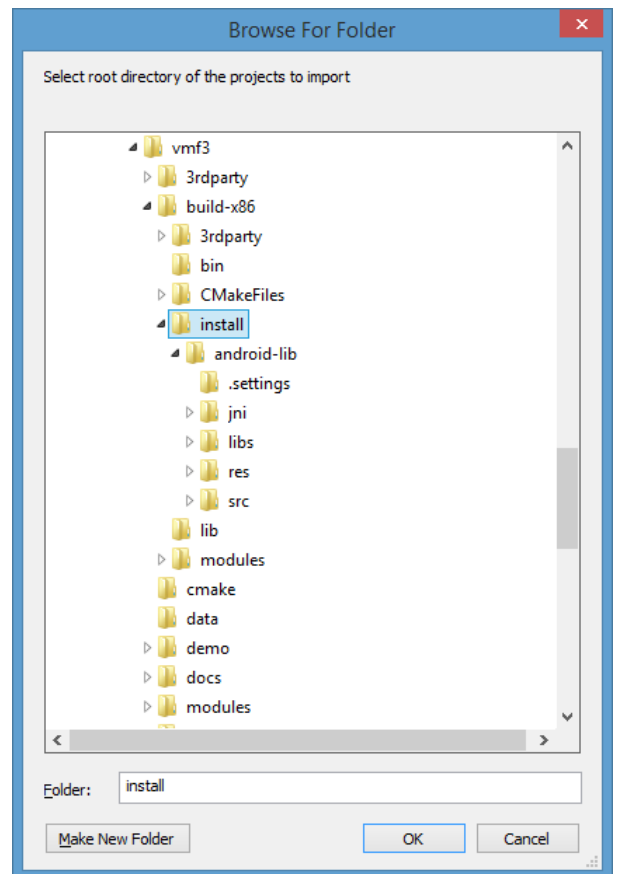 Browse For Folder
Select root directory of the projects to import
vmf3
3rdparty
build-x86
3rdparty
bin
CMakeFiles
install
android-lib
.settings
jni
libs
res
src
lib
modules
cmake
data
demo
docs
modules
Folder: install
Make New Folder OK Cancel